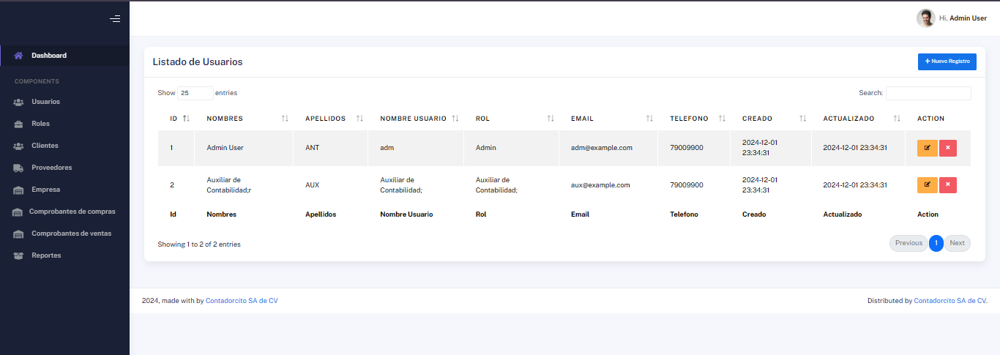 Hi, Admin User
Dashboard
COMPONENTS
Usuarios
Roles
Clientes
Proveedores
Empresa
Comprobantes de compras
Comprobantes de ventas
Reportes
Listado de Usuarios
+ Nuevo Registro
Show 25 entries
Search:
ID NOMBRES APELLIDOS NOMBRE USUARIO ROL EMAIL TELEFONO CREADO ACTUALIZADO ACTION
1 Admin User ANT adm Admin adm@example.com 79009900 2024-12-01 23:34:31 2024-12-01 23:34:31
2 Auxiliar de Contabilidad;r AUX Auxiliar de Contabilidad; Auxiliar de Contabilidad; aux@example.com 79009900 2024-12-01 23:34:31 2024-12-01 23:34:31
Id Nombres Apellidos Nombre Usuario Rol Email Telefono Creado Actualizado Action
Showing 1 to 2 of 2 entries
Previous 1 Next
2024, made with by Contadorcito SA de CV
Distributed by Contadorcito SA de CV.